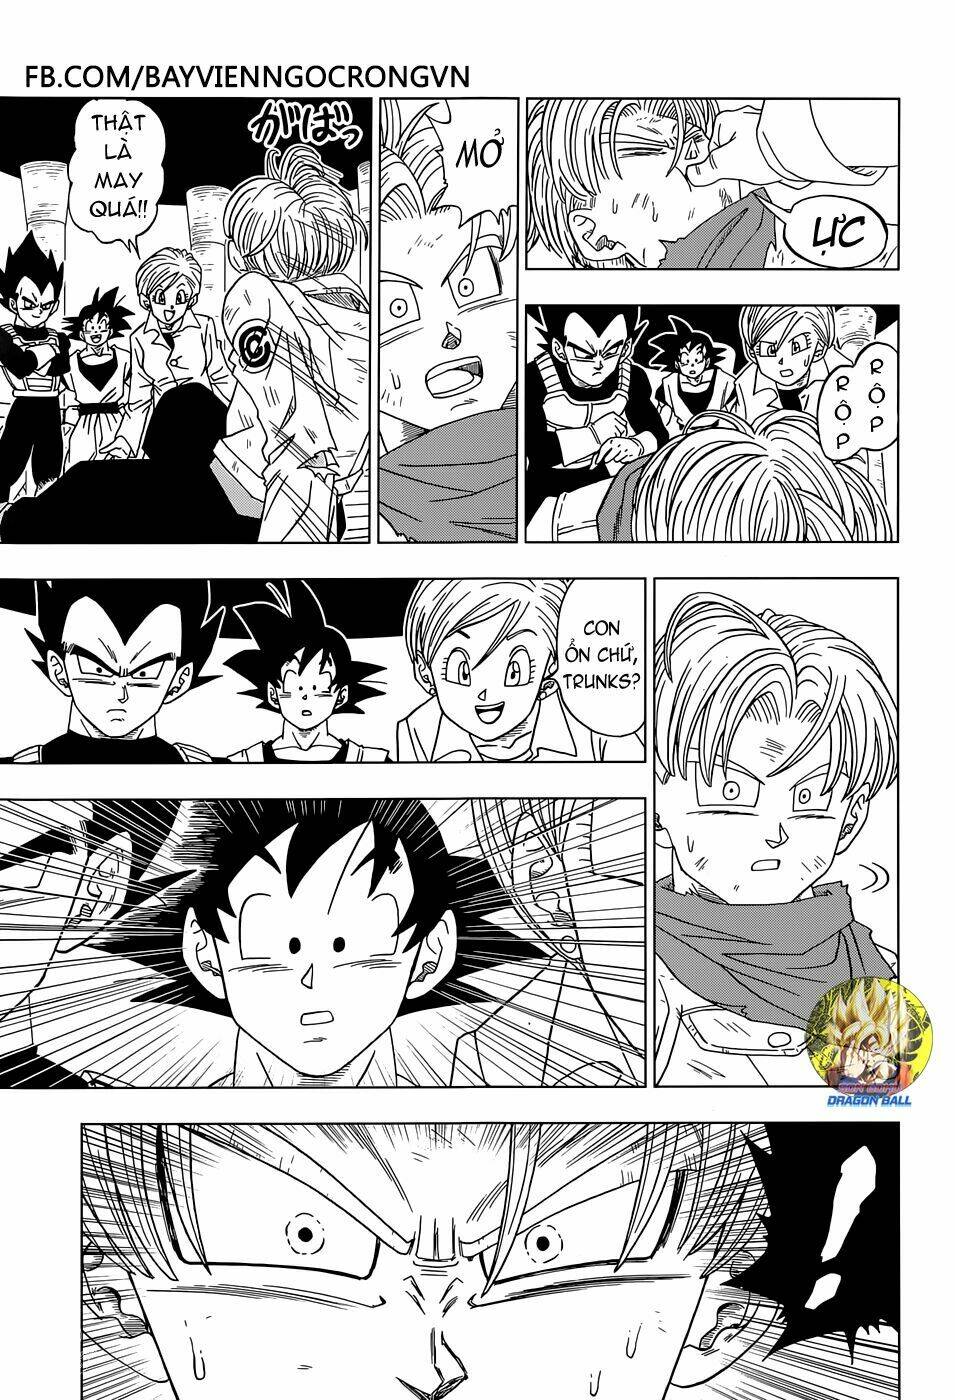 FB.COM/BAYVIENNGOCRONGVN
LỰC
RỘP
RỘP
MỞ
がばっ
THẬT
LÀ
MAY
QUÁ!!
CON
ỔN CHỨ,
TRUNKS?
DRAGON BALL
!